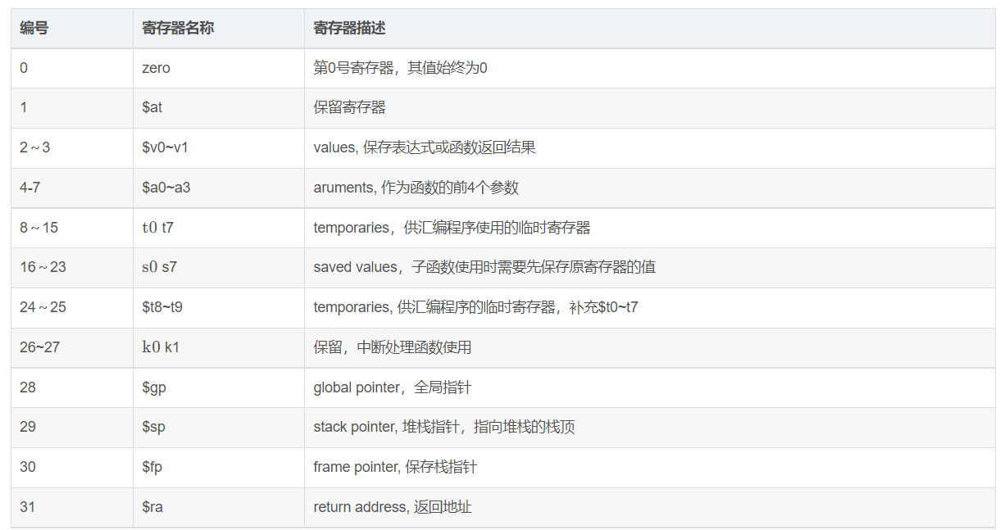 编号 寄存器名称 寄存器描述
0 zero 第0号寄存器，其值始终为0
1 $at 保留寄存器
2～3 $v0~v1 values, 保存表达式或函数返回结果
4-7 $a0~a3 aruments, 作为函数的前4个参数
8～15 t0 t7 temporaries，供汇编程序使用的临时寄存器
16～23 s0 s7 saved values，子函数使用时需要先保存原寄存器的值
24～25 $t8~t9 temporaries, 供汇编程序的临时寄存器，补充$t0~t7
26~27 k0 k1 保留，中断处理函数使用
28 $gp global pointer，全局指针
29 $sp stack pointer, 堆栈指针，指向堆栈的栈顶
30 $fp frame pointer, 保存栈指针
31 $ra return address, 返回地址